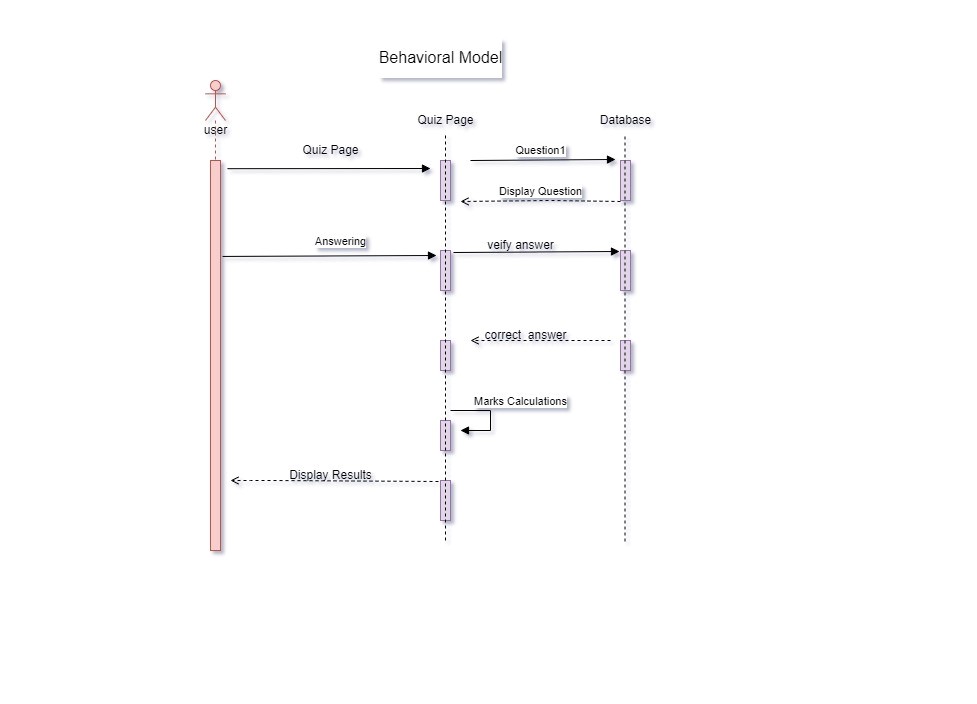 Behavioral Model
user
Quiz Page
Database
Quiz Page
Question1
Display Question
Answering
veify answer
correct answer
Marks Calculations
Display Results